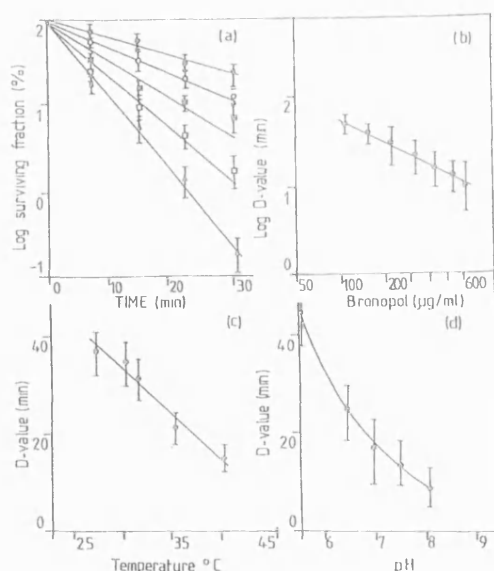 2
(a)
(b)
1
0
-1
Log surviving fraction (%)
0
10
20
30
TIME (min)
2
1
0
Log D-value (min)
50
100
200
600
Bronopol (µg/ml)
40
(c)
20
0
D-value (min)
25
35
45
Temperature °C
40
(d)
20
0
D-value (min)
6
7
8
9
pH